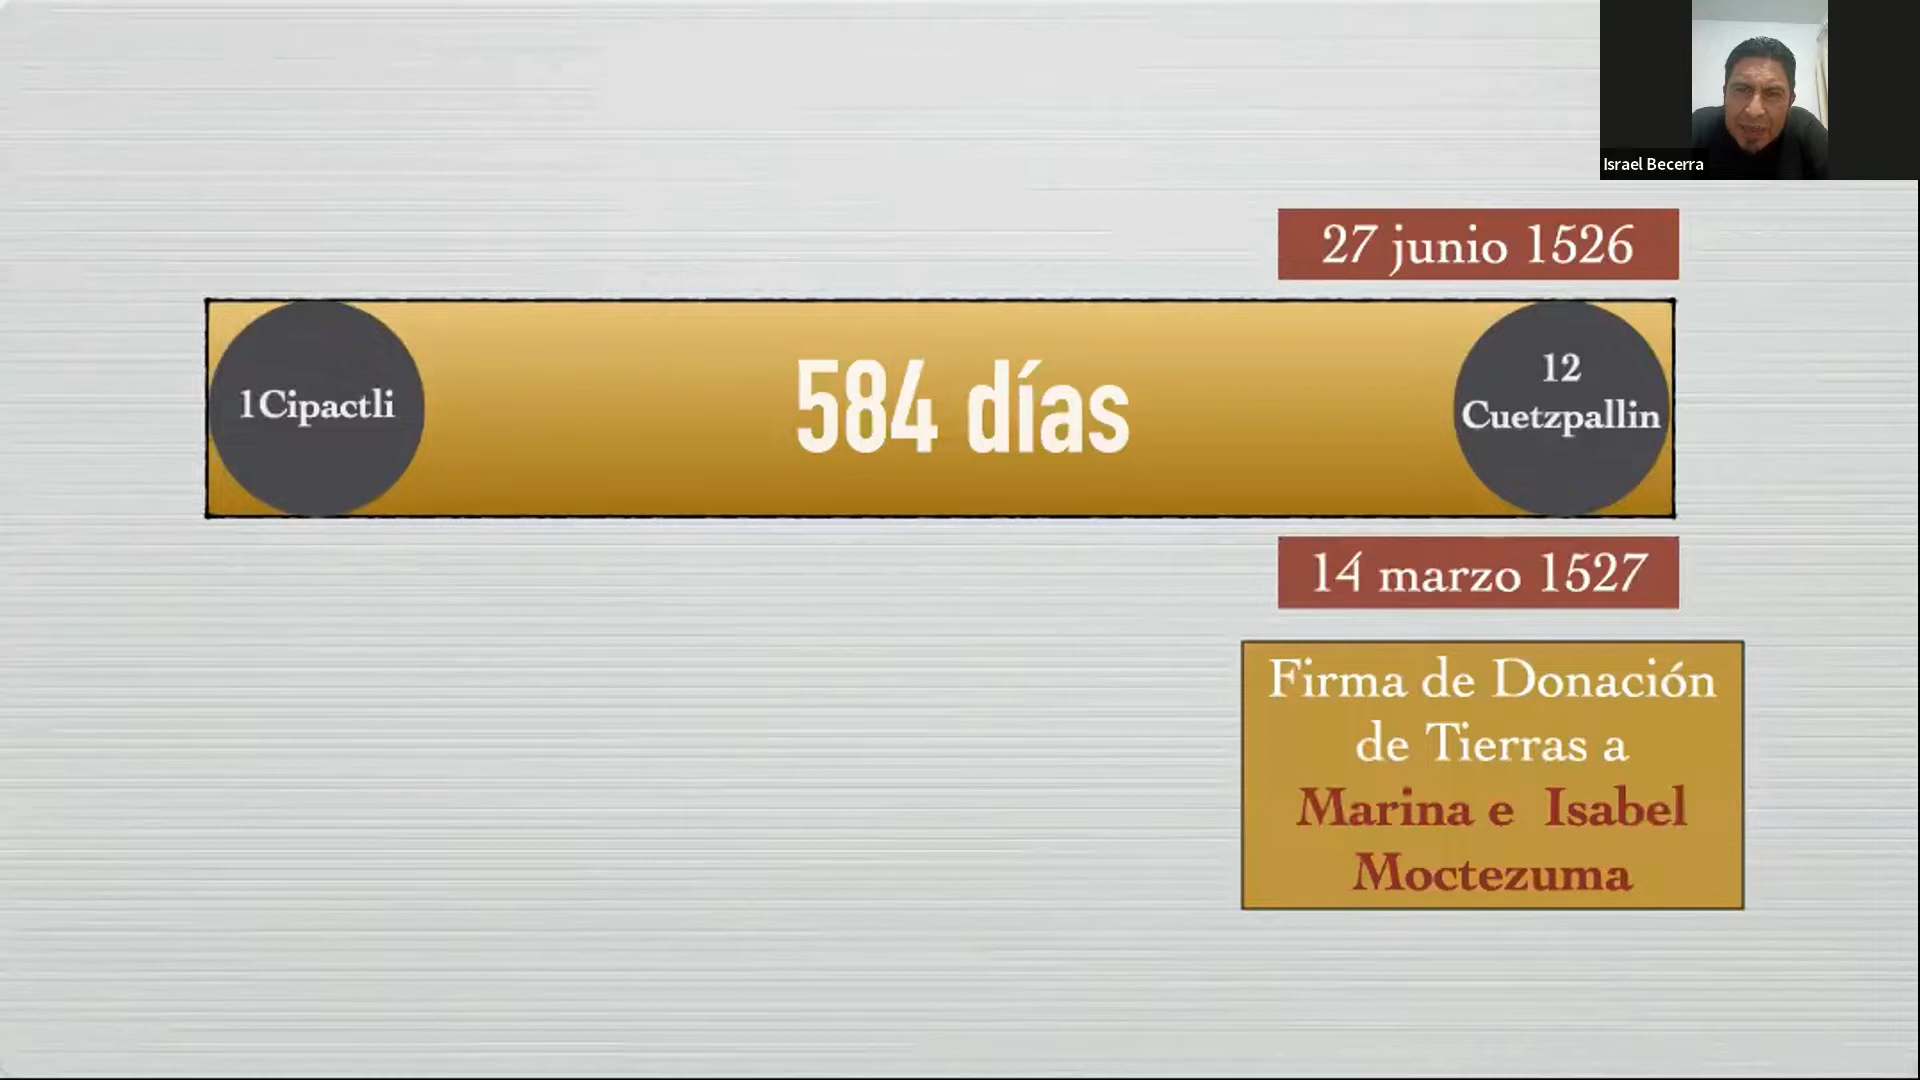 Israel Becerra
27 junio 1526
1Cipactli
584 días
12
Cuetzpallin
14 marzo 1527
Firma de Donación
de Tierras a
Marina e Isabel
Moctezuma